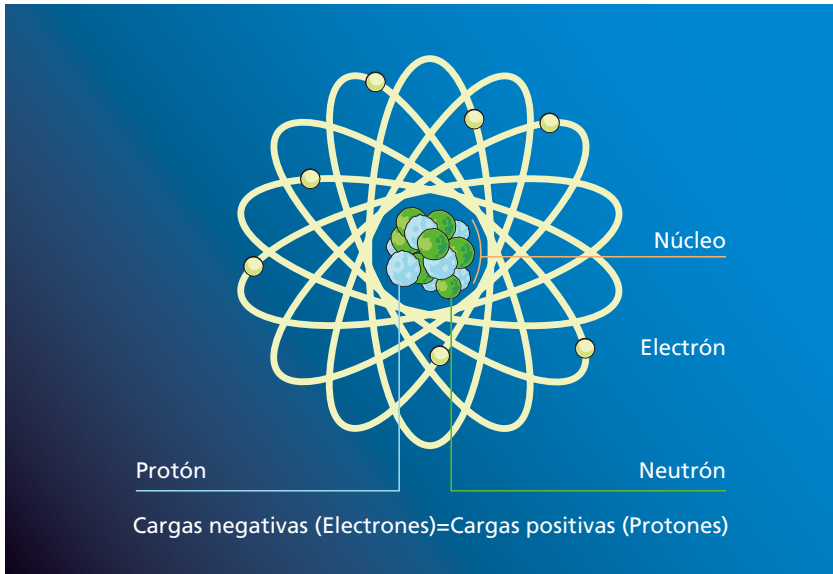 Núcleo
Electrón
Protón
Neutrón
Cargas negativas (Electrones)=Cargas positivas (Protones)